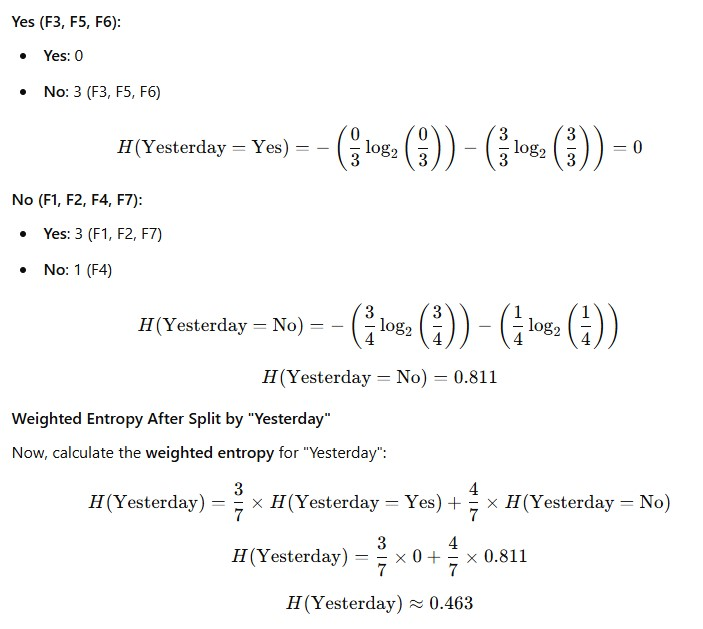 Yes (F3, F5, F6):
• Yes: 0
• No: 3 (F3, F5, F6)
H(Yesterday = Yes) = −(0/3 log₂(0/3)) − (3/3 log₂(3/3)) = 0
No (F1, F2, F4, F7):
• Yes: 3 (F1, F2, F7)
• No: 1 (F4)
H(Yesterday = No) = −(3/4 log₂(3/4)) − (1/4 log₂(1/4))
H(Yesterday = No) = 0.811
Weighted Entropy After Split by "Yesterday"
Now, calculate the weighted entropy for "Yesterday":
H(Yesterday) = 3/7 × H(Yesterday = Yes) + 4/7 × H(Yesterday = No)
H(Yesterday) = 3/7 × 0 + 4/7 × 0.811
H(Yesterday) ≈ 0.463